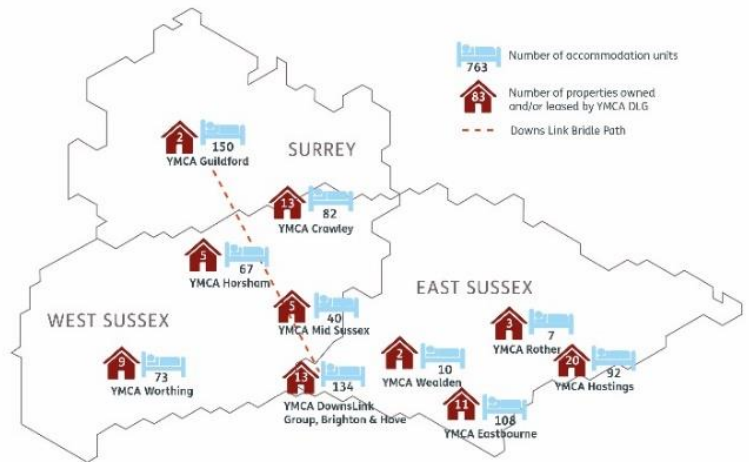 763
Number of accommodation units
83
Number of properties owned
and/or leased by YMCA DLG
Downs Link Bridle Path
2
150
YMCA Guildford
SURREY
13
82
YMCA Crawley
5
67
YMCA Horsham
5
40
YMCA Mid Sussex
EAST SUSSEX
WEST SUSSEX
9
73
YMCA Worthing
13
134
YMCA DownsLink
Group, Brighton & Hove
2
10
YMCA Wealden
3
7
YMCA Rother
20
92
YMCA Hastings
11
108
YMCA Eastbourne